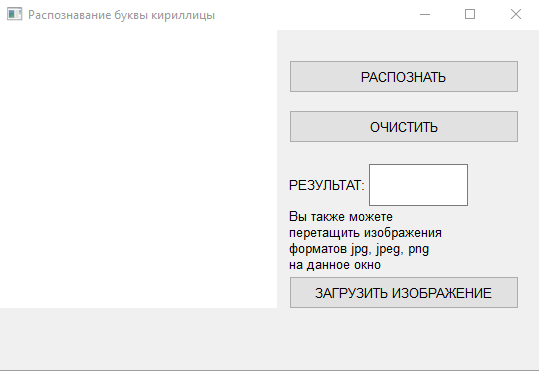 Распознавание буквы кириллицы
РАСПОЗНАТЬ
ОЧИСТИТЬ
РЕЗУЛЬТАТ:
Вы также можете
перетащить изображения
форматов jpg, jpeg, png
на данное окно
ЗАГРУЗИТЬ ИЗОБРАЖЕНИЕ